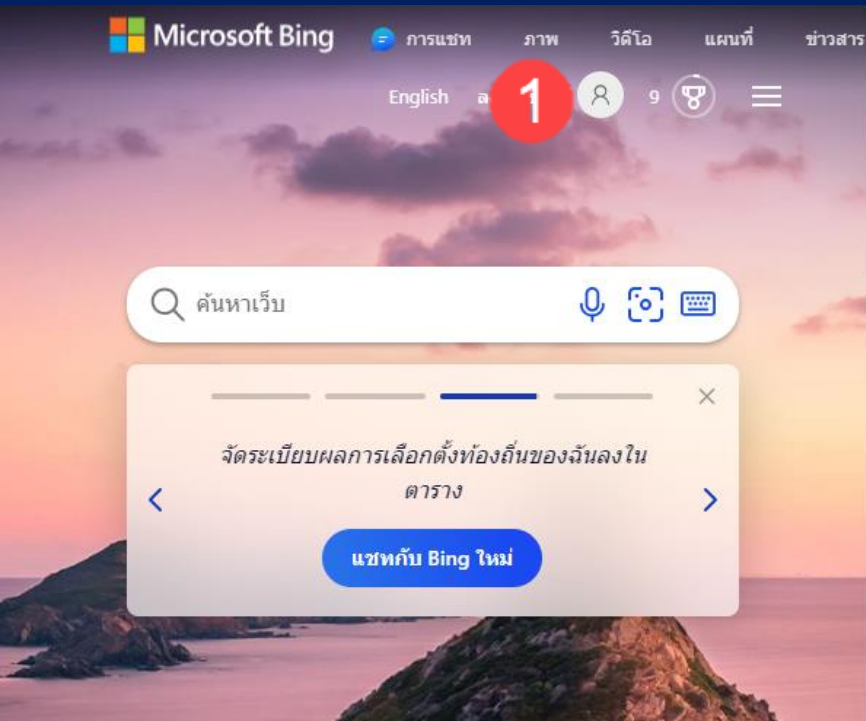 Microsoft Bing การแชท ภาพ วิดีโอ แผนที่ ข่าวสาร
English 1 9
ค้นหาเว็บ
จัดระเบียบผลการเลือกตั้งท้องถิ่นของฉันลงใน
ตาราง
แชทกับ Bing ใหม่